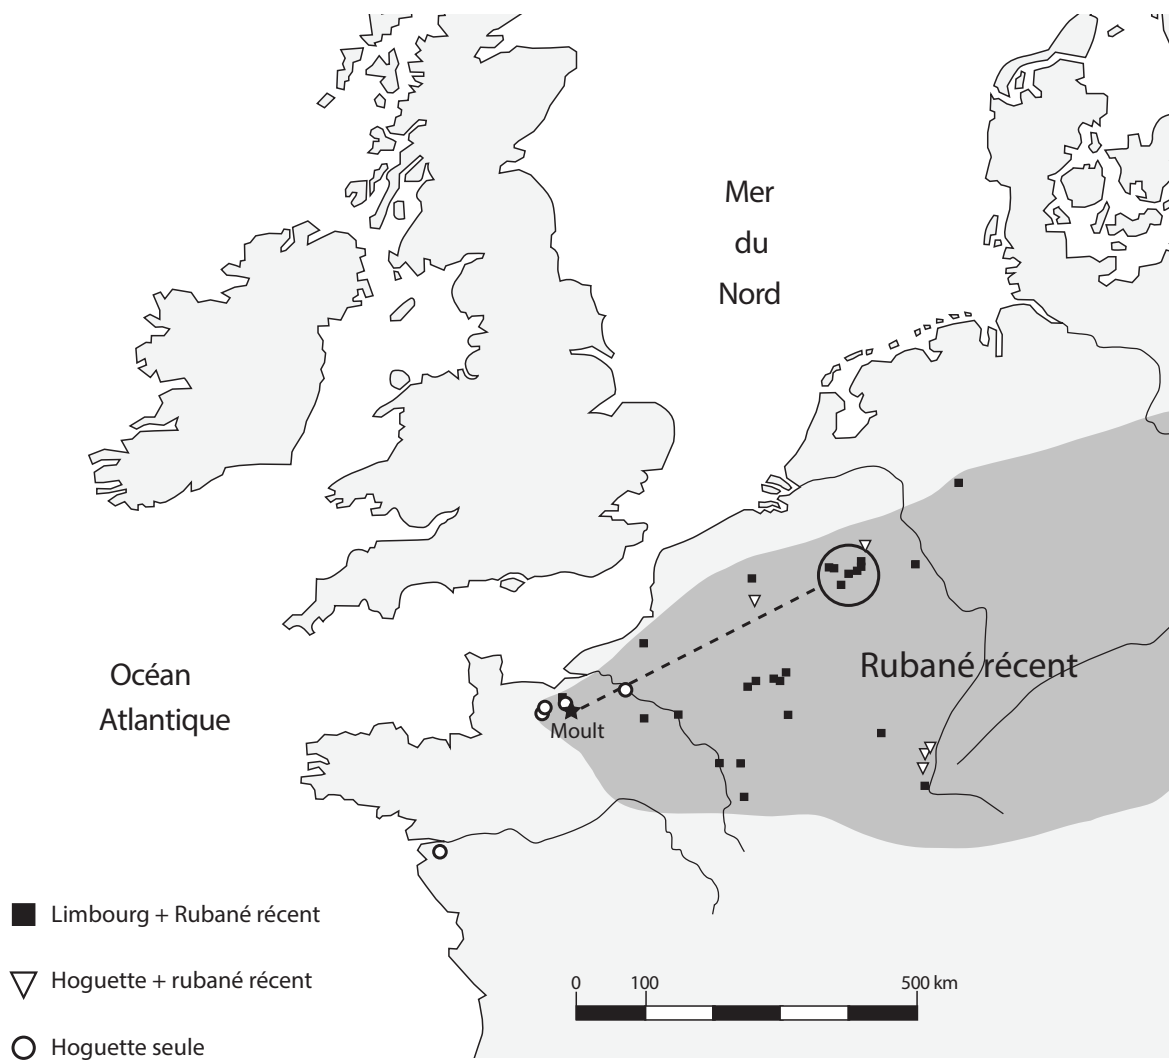 Mer
du
Nord
Océan
Atlantique
Rubané récent
Moult
Limbourg + Rubané récent
Hoguette + rubané récent
Hoguette seule
0 100 500 km